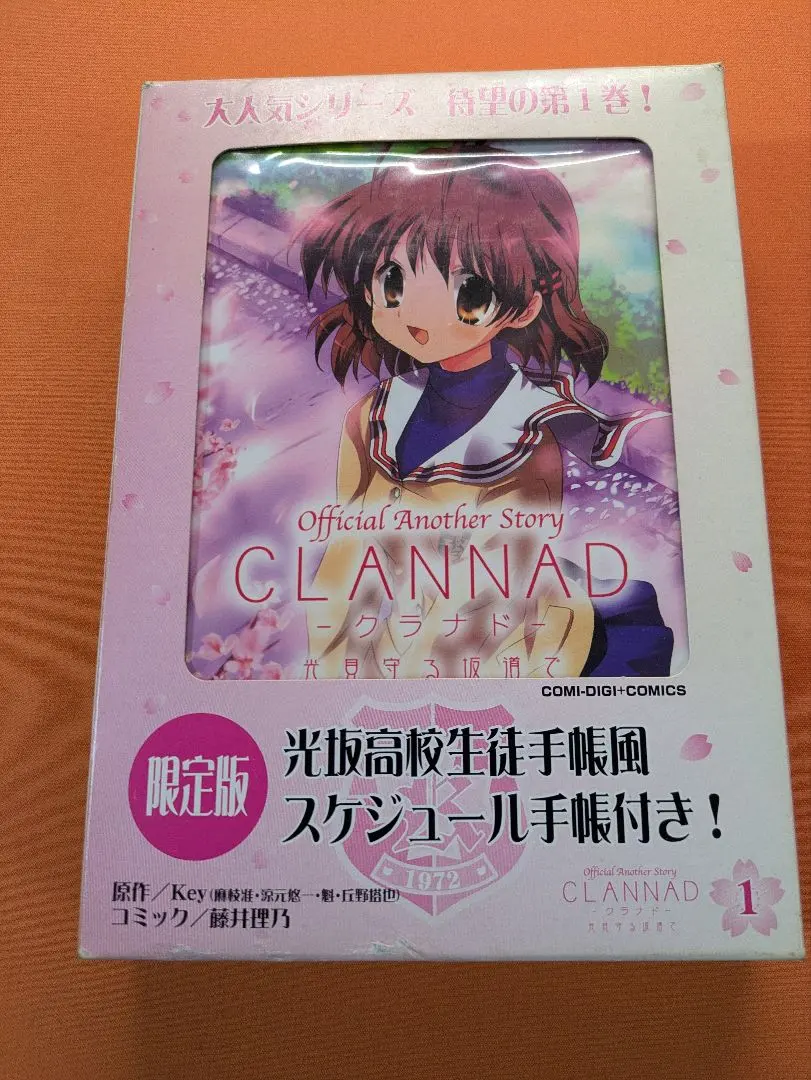 大人気シリーズ 待望の第1巻!
Official Another Story
CLANNAD
-クラナド-
光見守る坂道で
COMI-DIGI+COMICS
限定版
光坂高校生徒手帳風
スケジュール手帳付き!
1972
原作／Key(麻枝准・涼元悠一・魁・丘野塔也)
コミック／藤井理乃
Official Another Story
CLANNAD
-クラナド-
光見守る坂道で
1